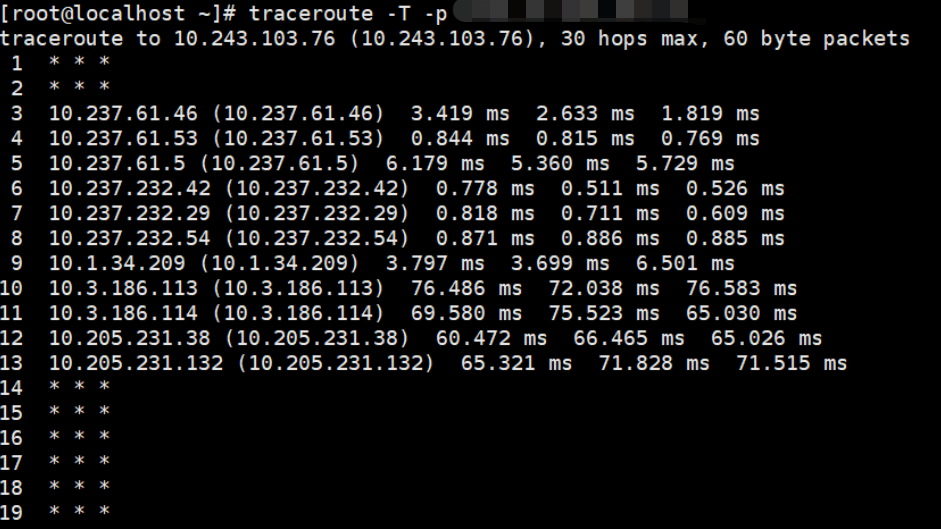 [root@localhost ~]# traceroute -T -p
traceroute to 10.243.103.76 (10.243.103.76), 30 hops max, 60 byte packets
1 * * *
2 * * *
3 10.237.61.46 (10.237.61.46) 3.419 ms 2.633 ms 1.819 ms
4 10.237.61.53 (10.237.61.53) 0.844 ms 0.815 ms 0.769 ms
5 10.237.61.5 (10.237.61.5) 6.179 ms 5.360 ms 5.729 ms
6 10.237.232.42 (10.237.232.42) 0.778 ms 0.511 ms 0.526 ms
7 10.237.232.29 (10.237.232.29) 0.818 ms 0.711 ms 0.609 ms
8 10.237.232.54 (10.237.232.54) 0.871 ms 0.886 ms 0.885 ms
9 10.1.34.209 (10.1.34.209) 3.797 ms 3.699 ms 6.501 ms
10 10.3.186.113 (10.3.186.113) 76.486 ms 72.038 ms 76.583 ms
11 10.3.186.114 (10.3.186.114) 69.580 ms 75.523 ms 65.030 ms
12 10.205.231.38 (10.205.231.38) 60.472 ms 66.465 ms 65.026 ms
13 10.205.231.132 (10.205.231.132) 65.321 ms 71.828 ms 71.515 ms
14 * * *
15 * * *
16 * * *
17 * * *
18 * * *
19 * * *